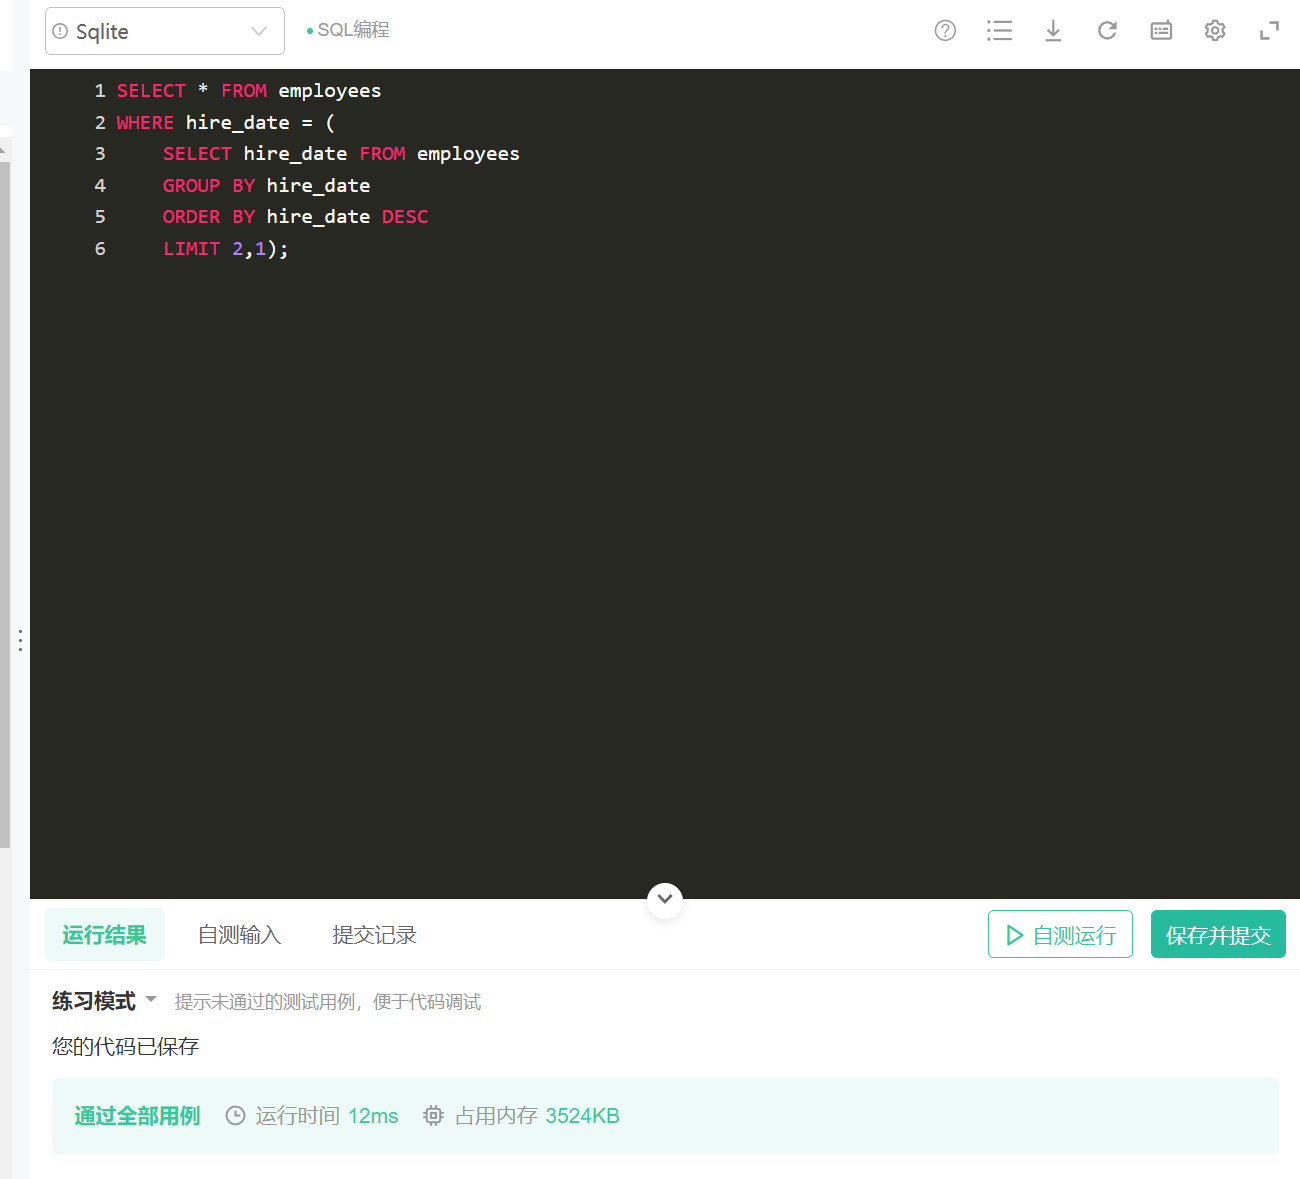 Sqlite
SQL编程
1 SELECT * FROM employees
2 WHERE hire_date = (
3 SELECT hire_date FROM employees
4 GROUP BY hire_date
5 ORDER BY hire_date DESC
6 LIMIT 2,1);
运行结果 自测输入 提交记录 自测运行 保存并提交
练习模式 提示未通过的测试用例，便于代码调试
您的代码已保存
通过全部用例 运行时间 12ms 占用内存 3524KB